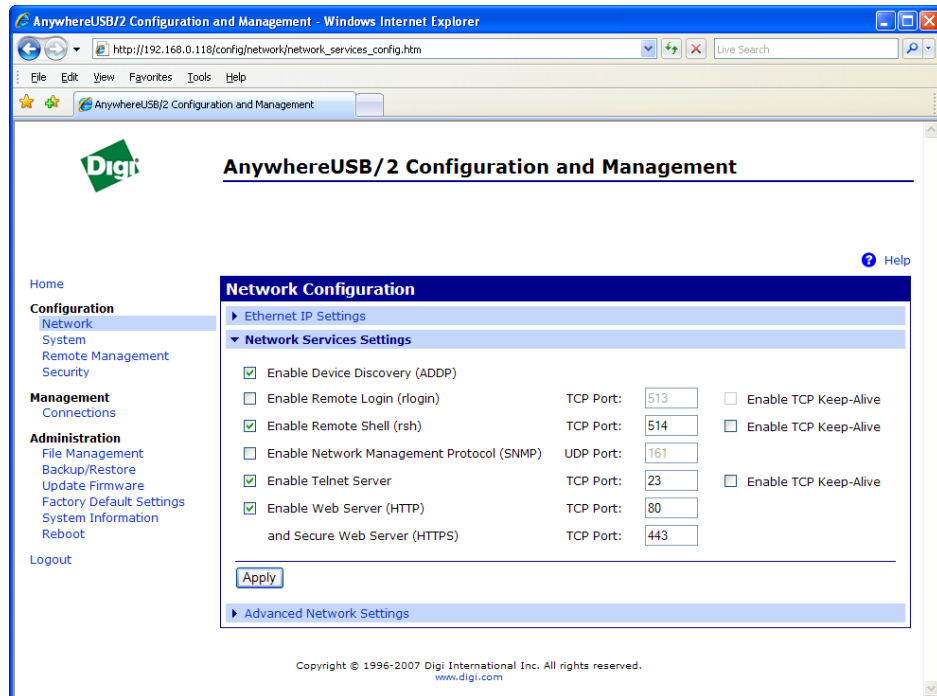 AnywhereUSB/2 Configuration and Management - Windows Internet Explorer
http://192.168.0.118/config/network/network_services_config.htm
Live Search
File Edit View Favorites Tools Help
AnywhereUSB/2 Configuration and Management
Digi
AnywhereUSB/2 Configuration and Management
? Help
Home
Configuration
Network
System
Remote Management
Security
Management
Connections
Administration
File Management
Backup/Restore
Update Firmware
Factory Default Settings
System Information
Reboot
Logout
Network Configuration
Ethernet IP Settings
Network Services Settings
Enable Device Discovery (ADDP)
Enable Remote Login (rlogin) TCP Port: 513 Enable TCP Keep-Alive
Enable Remote Shell (rsh) TCP Port: 514 Enable TCP Keep-Alive
Enable Network Management Protocol (SNMP) UDP Port: 161
Enable Telnet Server TCP Port: 23 Enable TCP Keep-Alive
Enable Web Server (HTTP) TCP Port: 80
and Secure Web Server (HTTPS) TCP Port: 443
Apply
Advanced Network Settings
Copyright © 1996-2007 Digi International Inc. All rights reserved.
www.digi.com